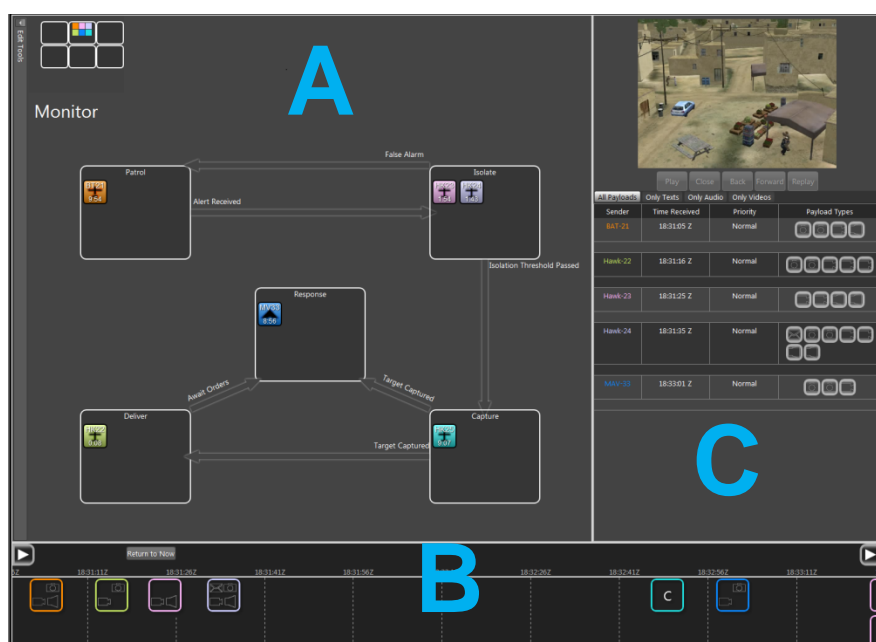 Edit Tools
A
Monitor
False Alarm
Patrol
Isolate
9:54
Alert Received
Isolation Threshold Passed
Response
8:56
Await Orders
Target Captured
Deliver
Capture
Target Captured
Play Close Back Forward Replay
All Payloads Only Texts Only Audio Only Videos
Sender Time Received Priority Payload Types
BAT-21 18:31:05 Z Normal
Hawk-22 18:31:16 Z Normal
Hawk-23 18:31:25 Z Normal
Hawk-24 18:31:35 Z Normal
18:33:01 Z Normal
C
B
Return to Now
18:31:11Z 18:31:26Z 18:31:41Z 18:31:56Z 18:32:26Z 18:32:41Z 18:32:56Z 18:33:11Z
C